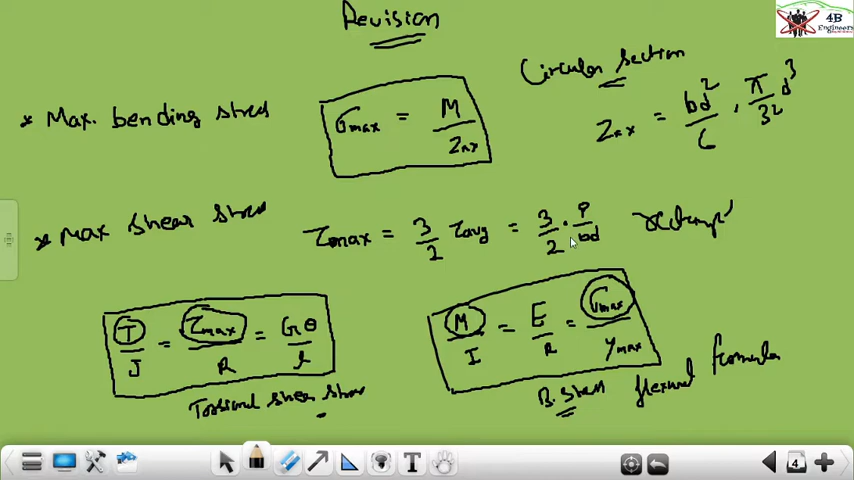 Revision
4B
Engineers
Circular section
* Max. bending stress
σmax = M / Zxx
Zxx = bd² / 6 , π / 32 d³
* Max shear stress
τmax = 3/2 τavg = 3/2 . P/bd
T / J = τmax / R = Gθ / l
M / I = E / R = σmax / ymax
Torsional shear stress
B. Stress flexural formula
4